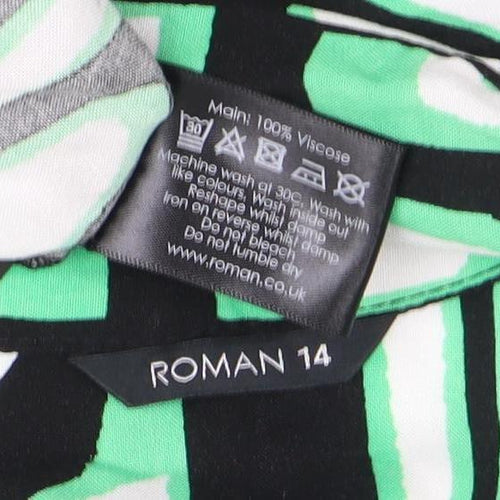 Main: 100% Viscose
30
Machine wash at 30C. Wash with
like colours. Wash inside out
Reshape whilst damp
Iron on reverse whilst damp
Do not bleach
Do not tumble dry
www.roman.co.uk
ROMAN 14